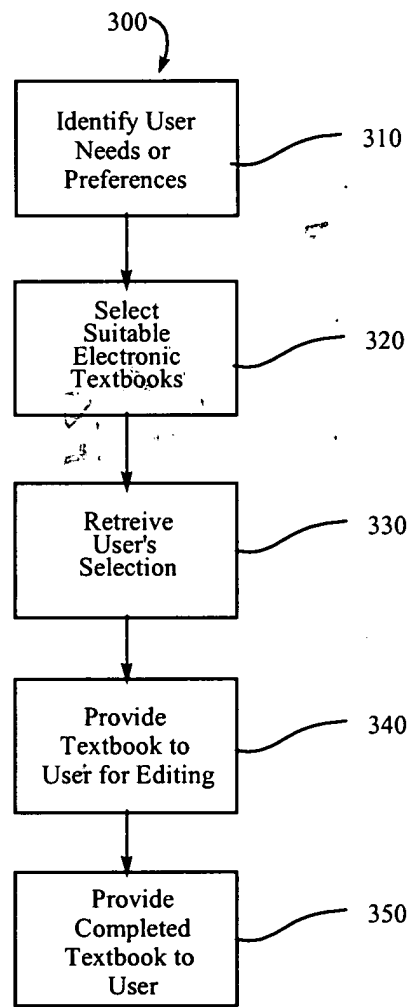 300
Identify User
Needs or
Preferences
310
Select
Suitable
Electronic
Textbooks
320
Retreive
User's
Selection
330
Provide
Textbook to
User for Editing
340
Provide
Completed
Textbook to
User
350